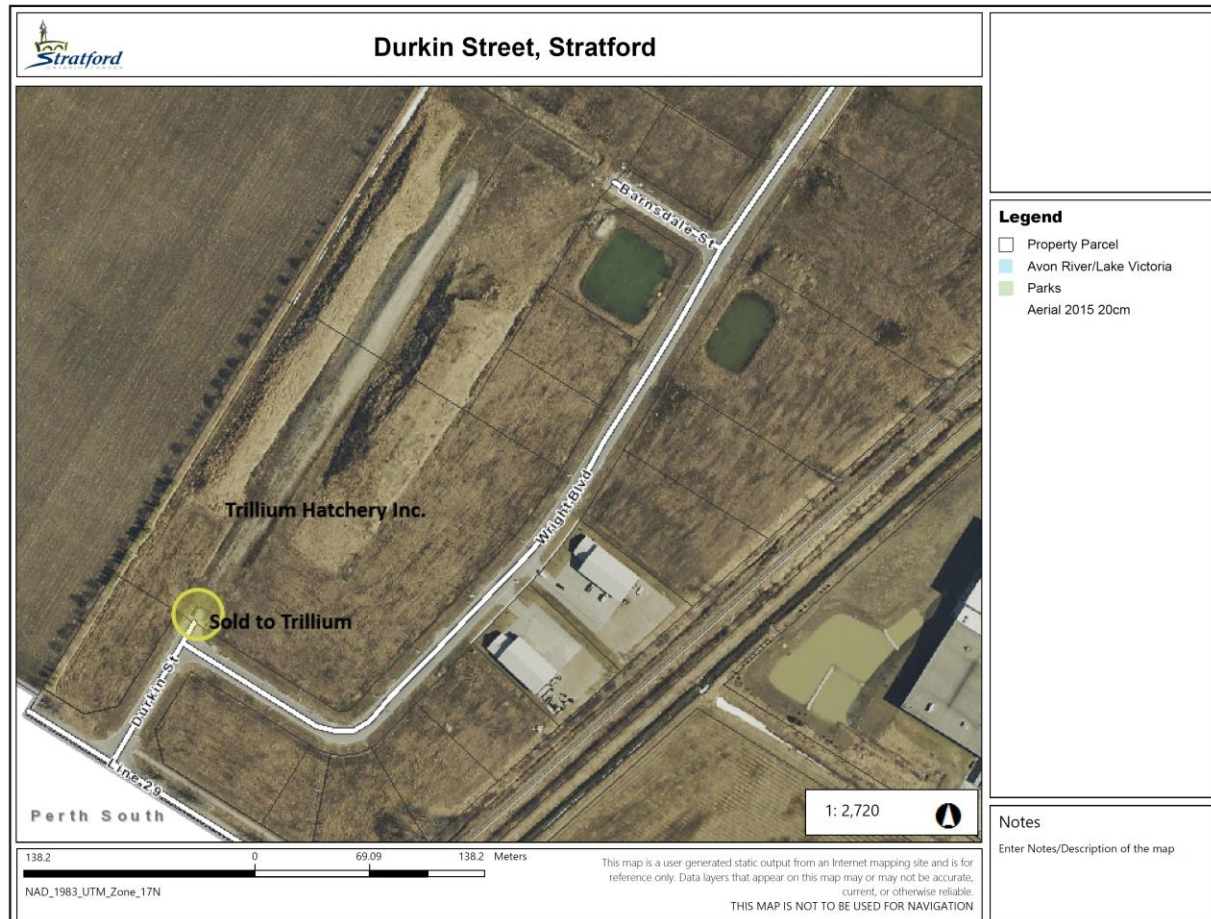 Stratford
ONTARIO CANADA
Durkin Street, Stratford
Barnsdale St
Wright Blvd
Trillium Hatchery Inc.
Sold to Trillium
Durkin St
Line 29
Perth South
1: 2,720
Legend
Property Parcel
Avon River/Lake Victoria
Parks
Aerial 2015 20cm
Notes
Enter Notes/Description of the map
138.2 0 69.09 138.2 Meters
NAD_1983_UTM_Zone_17N
This map is a user generated static output from an Internet mapping site and is for
reference only. Data layers that appear on this map may or may not be accurate,
current, or otherwise reliable.
THIS MAP IS NOT TO BE USED FOR NAVIGATION